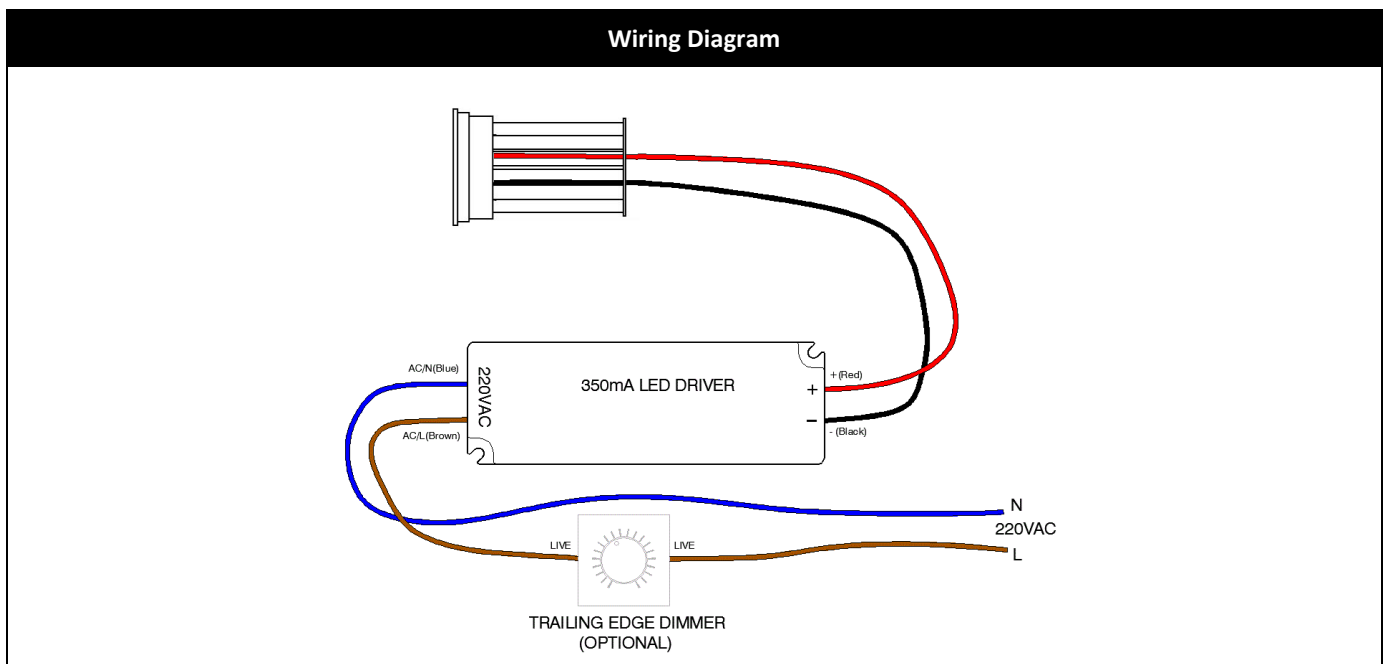 Wiring Diagram
AC/N(Blue)
220VAC
AC/L(Brown)
350mA LED DRIVER
+
+(Red)
–
- (Black)
N
220VAC
L
LIVE
LIVE
TRAILING EDGE DIMMER
(OPTIONAL)